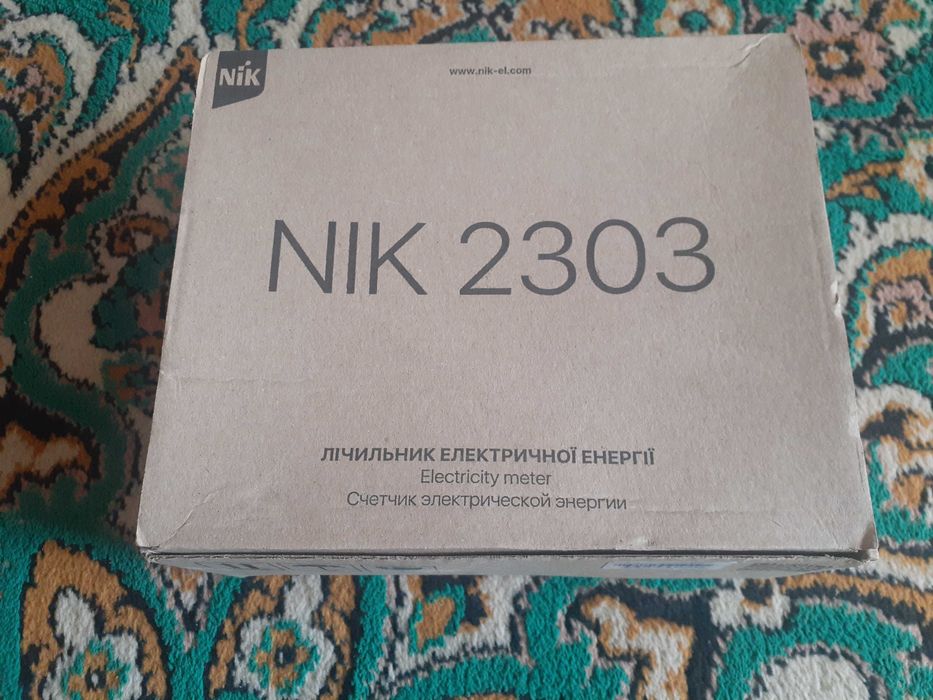 NiK
www.nik-el.com
NIK 2303
ЛІЧИЛЬНИК ЕЛЕКТРИЧНОЇ ЕНЕРГІЇ
Electricity meter
Счетчик электрической энергии